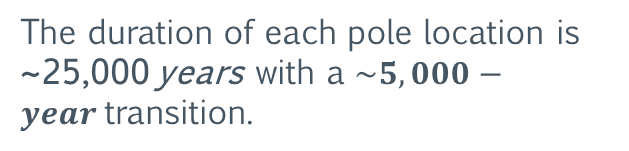 The duration of each pole location is
~25,000 years with a ~5,000 –
year transition.